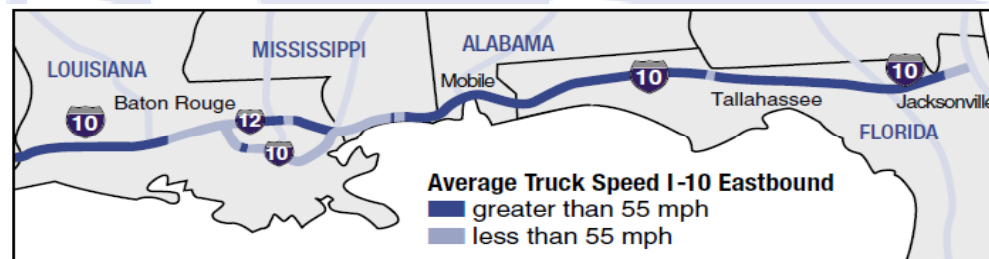 MISSISSIPPI
ALABAMA
LOUISIANA
Mobile
10
10
Baton Rouge
12
10
10
Tallahassee
Jacksonville
FLORIDA
Average Truck Speed I-10 Eastbound
greater than 55 mph
less than 55 mph